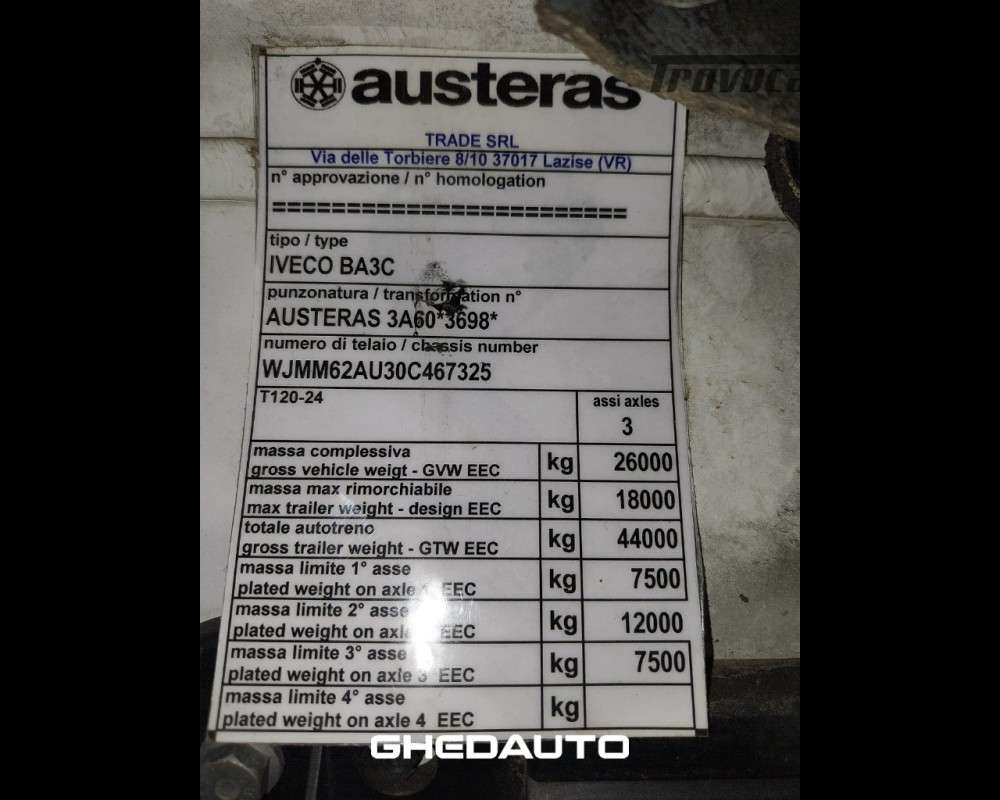 austeras
Trovoca
TRADE SRL
Via delle Torbiere 8/10 37017 Lazise (VR)
n° approvazione / n° homologation
========================
tipo / type
IVECO BA3C
punzonatura / transformation n°
AUSTERAS 3A60*3698*
numero di telaio / chassis number
WJMM62AU30C467325
T120-24 assi axles
3
massa complessiva
gross vehicle weigt - GVW EEC kg 26000
massa max rimorchiabile
max trailer weight - design EEC kg 18000
totale autotreno
gross trailer weight - GTW EEC kg 44000
massa limite 1° asse
plated weight on axle EEC kg 7500
massa limite 2° asse
plated weight on axle EEC kg 12000
massa limite 3° asse
plated weight on axle 3 EEC kg 7500
massa limite 4° asse
plated weight on axle 4 EEC kg
GHEDAUTO